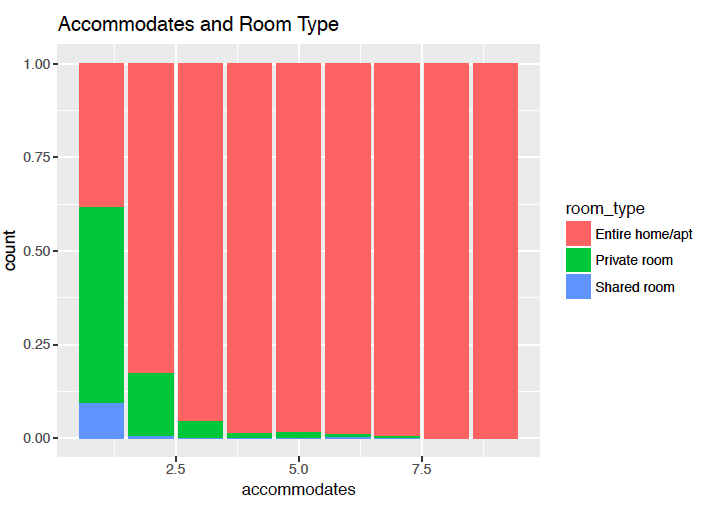 Accommodates and Room Type
1.00
0.75
0.50
0.25
0.00
count
2.5 5.0 7.5
accommodates
room_type
Entire home/apt
Private room
Shared room